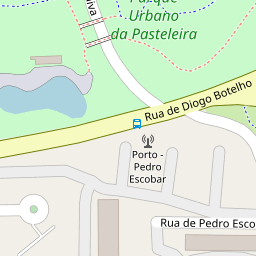 Parque
Urbano
da Pasteleira
Rua de Diogo Botelho
Porto -
Pedro
Escobar
Rua de Pedro Esco